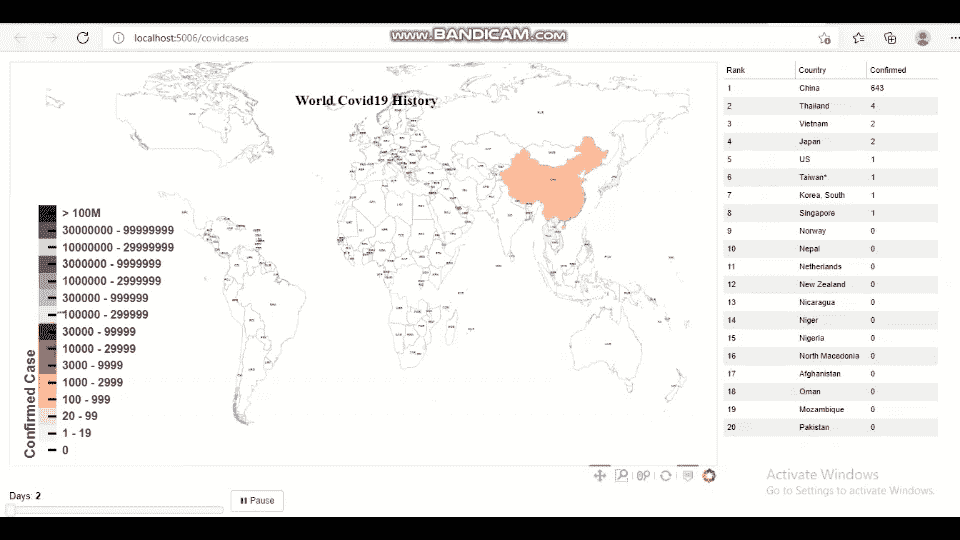 localhost:5006/covidcases
www.BANDICAM.com
World Covid19 History
> 100M
30000000 - 99999999
10000000 - 29999999
3000000 - 9999999
1000000 - 2999999
300000 - 999999
100000 - 299999
30000 - 99999
10000 - 29999
3000 - 9999
1000 - 2999
100 - 999
20 - 99
1 - 19
0
Confirmed Case
Rank Country Confirmed
1 China 643
2 Thailand 4
3 Vietnam 2
4 Japan 2
5 US 1
6 Taiwan* 1
7 Korea, South 1
8 Singapore 1
9 Norway 0
10 Nepal 0
11 Netherlands 0
12 New Zealand 0
13 Nicaragua 0
14 Niger 0
15 Nigeria 0
16 North Macedonia 0
17 Afghanistan 0
18 Oman 0
19 Mozambique 0
20 Pakistan 0
Activate Windows
Go to Settings to activate Windows.
Days: 2
Pause